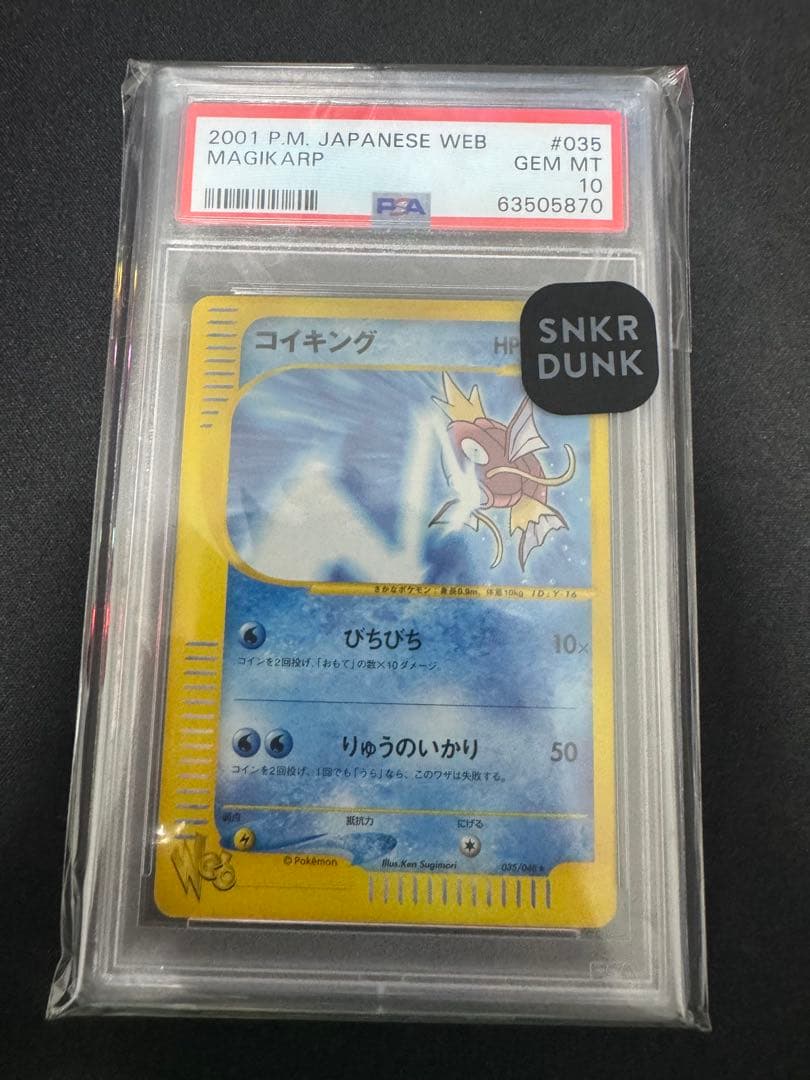 2001 P.M. JAPANESE WEB #035
MAGIKARP GEM MT
10
PSA 63505870
SNKR
DUNK
コイキング HP
さかなポケモン:身長0.9m、体重10kg ID:Y-16
びちびち 10×
コインを2回投げ、「おもて」の数×10ダメージ。
りゅうのいかり 50
コインを2回投げ、1回でも「うら」なら、このワザは失敗する。
弱点 抵抗力 にげる
Web
©Pokémon Illus.Ken Sugimori 035/048★
PSA